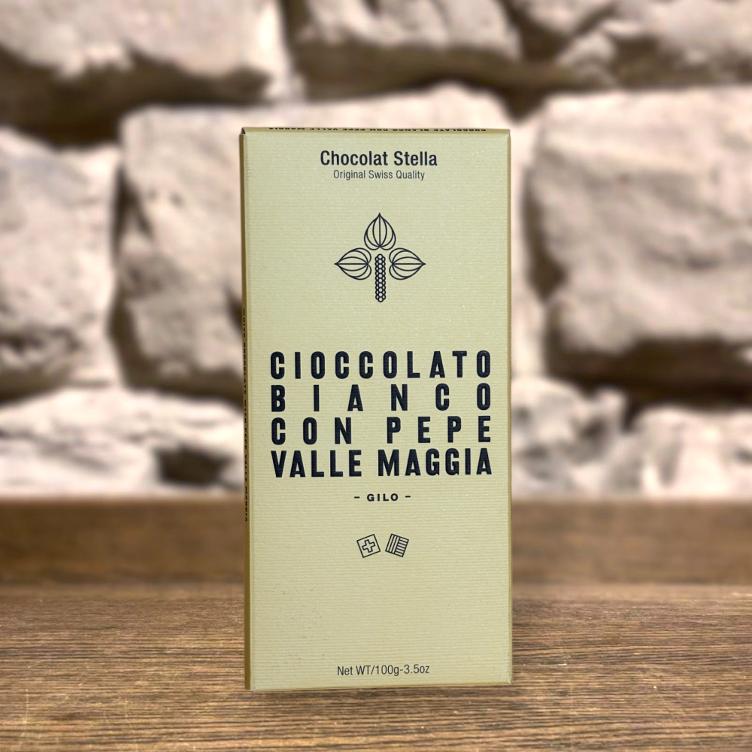 Chocolat Stella
Original Swiss Quality
CIOCCOLATO
BIANCO
CON PEPE
VALLE MAGGIA
- GILO -
Net WT/100g-3.5oz